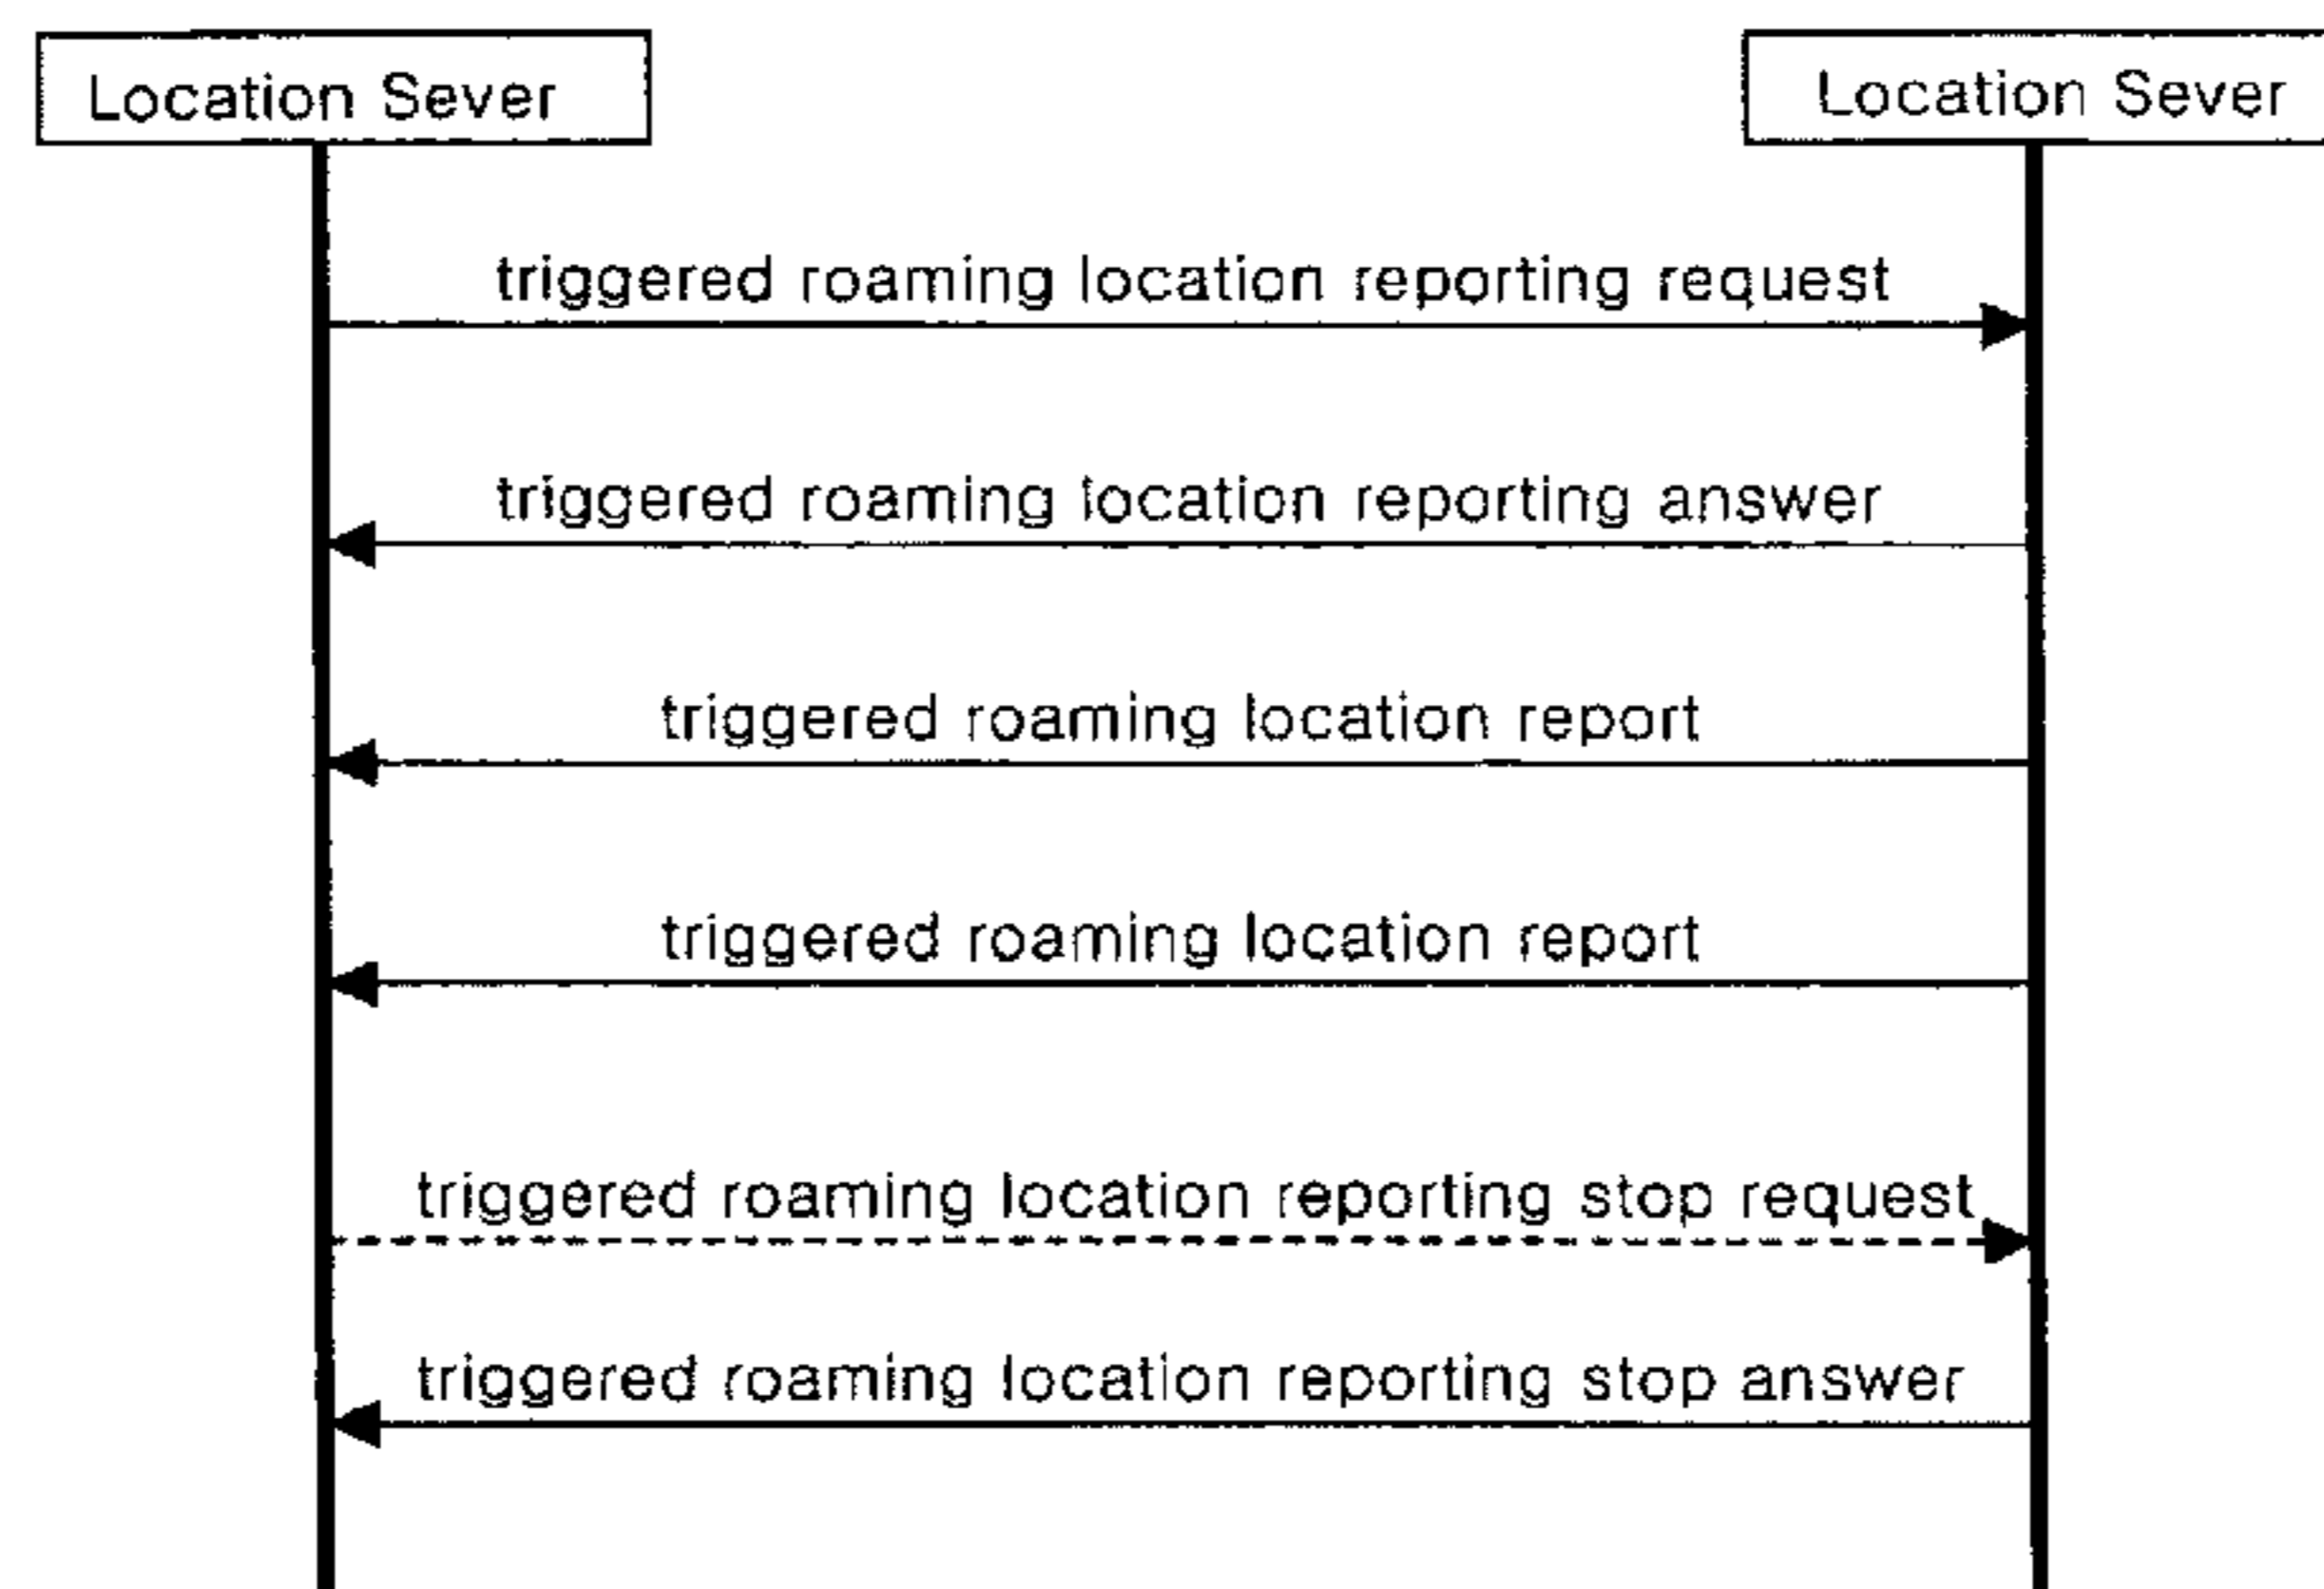 Location Sever
Location Sever
triggered roaming location reporting request
triggered roaming location reporting answer
triggered roaming location report
triggered roaming location report
triggered roaming location reporting stop request
triggered roaming location reporting stop answer